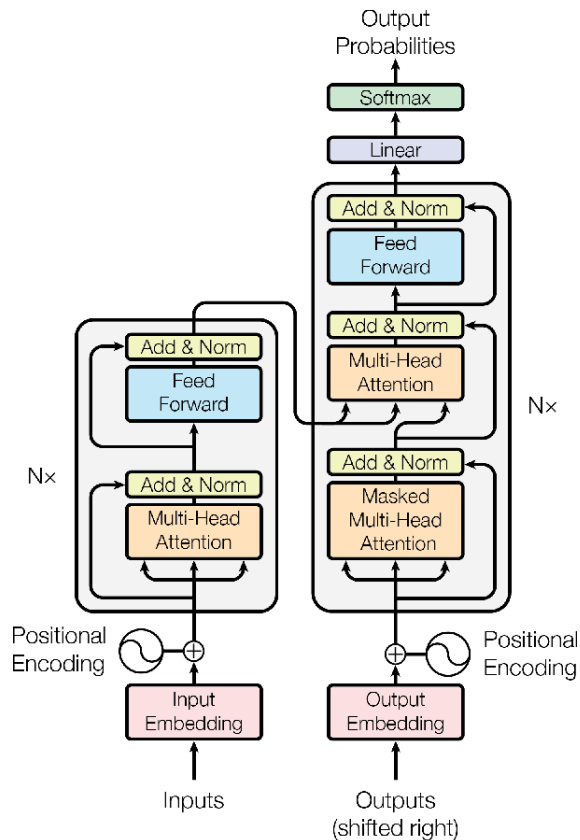 Output
Probabilities
Softmax
Linear
Add & Norm
Feed
Forward
Add & Norm
Multi-Head
Attention
Add & Norm
Masked
Multi-Head
Attention
N×
Add & Norm
Feed
Forward
Add & Norm
Multi-Head
Attention
N×
Positional
Encoding
Positional
Encoding
Input
Embedding
Output
Embedding
Inputs
Outputs
(shifted right)